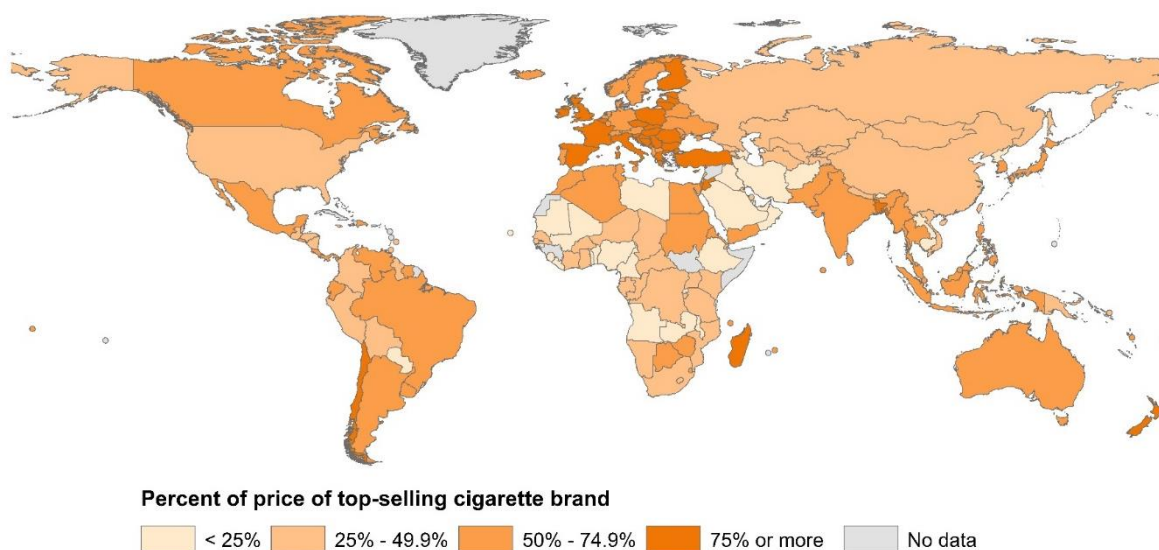 Percent of price of top-selling cigarette brand
< 25% 25% - 49.9% 50% - 74.9% 75% or more No data